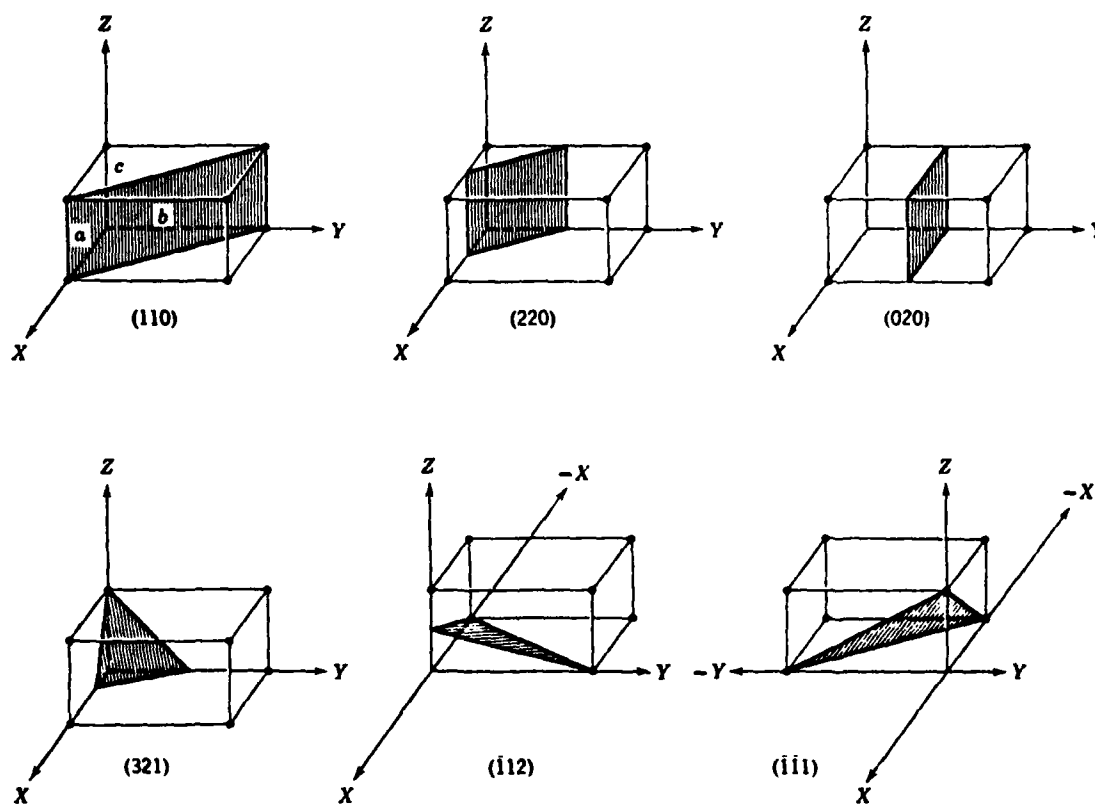 Z
c
b
a
Y
X
(110)
Z
Y
X
(220)
Z
Y
X
(020)
Z
Y
X
(321)
Z
-X
Y
X
(1̄12)
Z
-X
-Y
Y
X
(1̄1̄1)